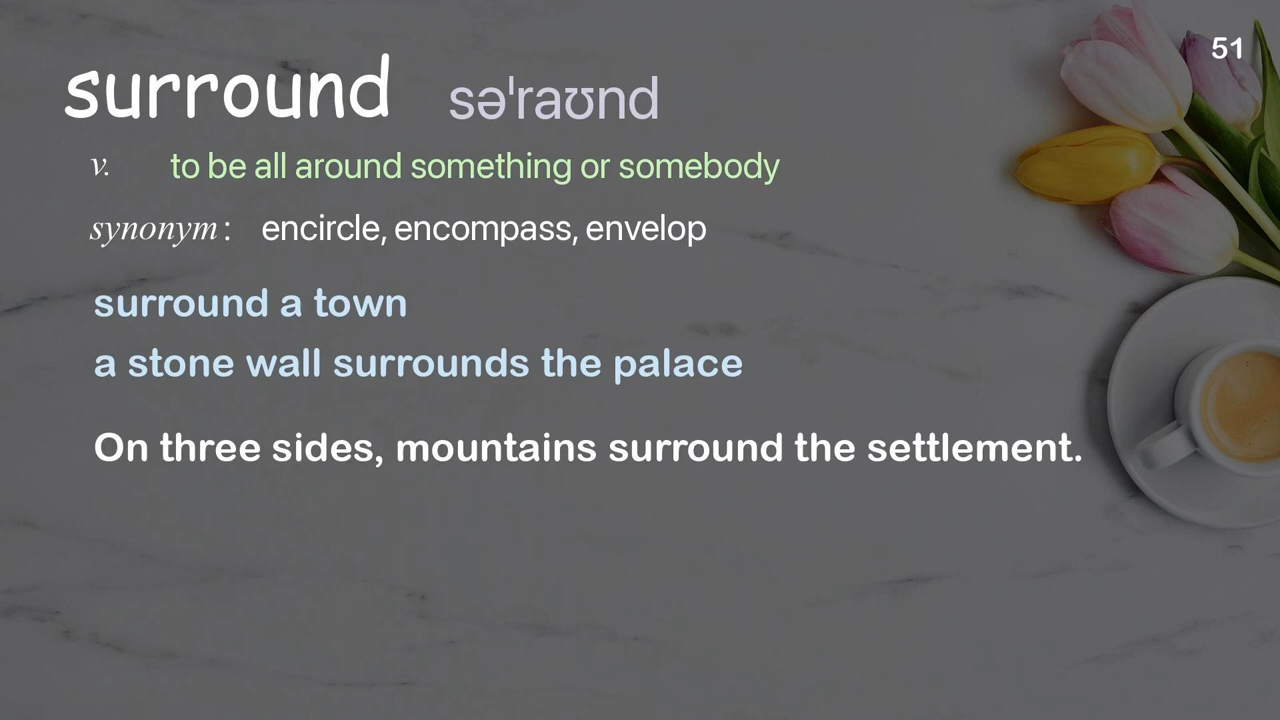 51
surround səˈraʊnd
v. to be all around something or somebody
synonym : encircle, encompass, envelop
surround a town
a stone wall surrounds the palace
On three sides, mountains surround the settlement.